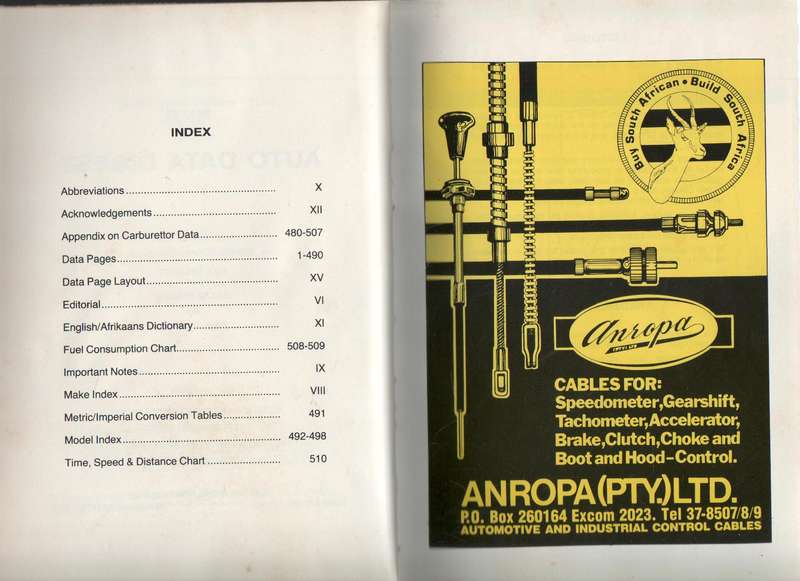 INDEX
Abbreviations ........ X
Acknowledgements ........ XII
Appendix on Carburettor Data ........ 480-507
Data Pages ........ 1-490
Data Page Layout ........ XV
Editorial ........ VI
English/Afrikaans Dictionary ........ XI
Fuel Consumption Chart ........ 508-509
Important Notes ........ IX
Make Index ........ VIII
Metric/Imperial Conversion Tables ........ 491
Model Index ........ 492-498
Time, Speed & Distance Chart ........ 510
Buy South African • Build South Africa
Anropa
(PTY) LTD
CABLES FOR:
Speedometer, Gearshift,
Tachometer, Accelerator,
Brake, Clutch, Choke and
Boot and Hood-Control.
ANROPA (PTY.) LTD.
P.O. Box 260164 Excom 2023. Tel 37-8507/8/9
AUTOMOTIVE AND INDUSTRIAL CONTROL CABLES